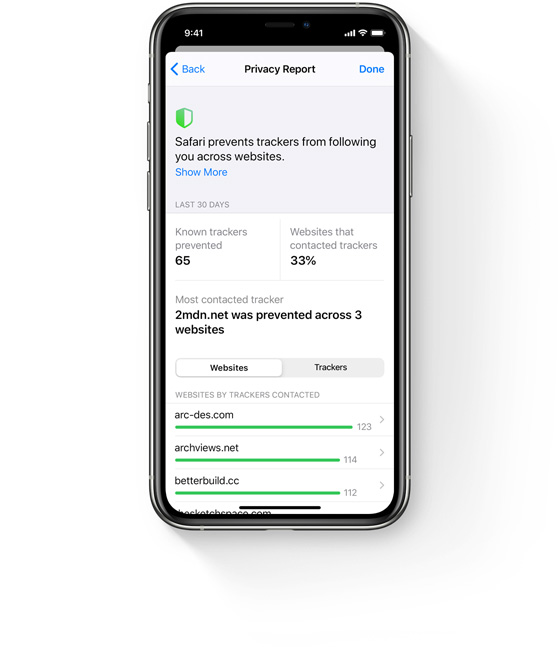 9:41
Back
Privacy Report
Done
Safari prevents trackers from following
you across websites.
Show More
LAST 30 DAYS
Known trackers
prevented
65
Websites that
contacted trackers
33%
Most contacted tracker
2mdn.net was prevented across 3
websites
Websites
Trackers
WEBSITES BY TRACKERS CONTACTED
arc-des.com
123
archviews.net
114
betterbuild.cc
112
thesketchspace.com